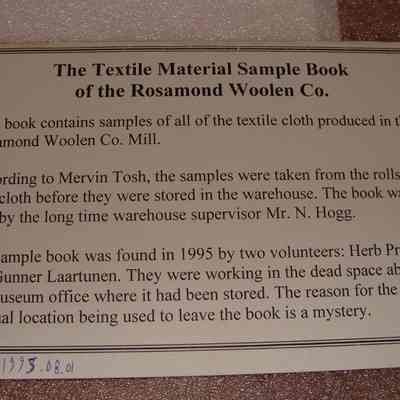 The Textile Material Sample Book
of the Rosamond Woolen Co.
book contains samples of all of the textile cloth produced in t
amond Woolen Co. Mill.
ording to Mervin Tosh, the samples were taken from the rolls
cloth before they were stored in the warehouse. The book wa
by the long time warehouse supervisor Mr. N. Hogg.
ample book was found in 1995 by two volunteers: Herb Pr
Gunner Laartunen. They were working in the dead space ab
useum office where it had been stored. The reason for the
al location being used to leave the book is a mystery.
1995.08.01